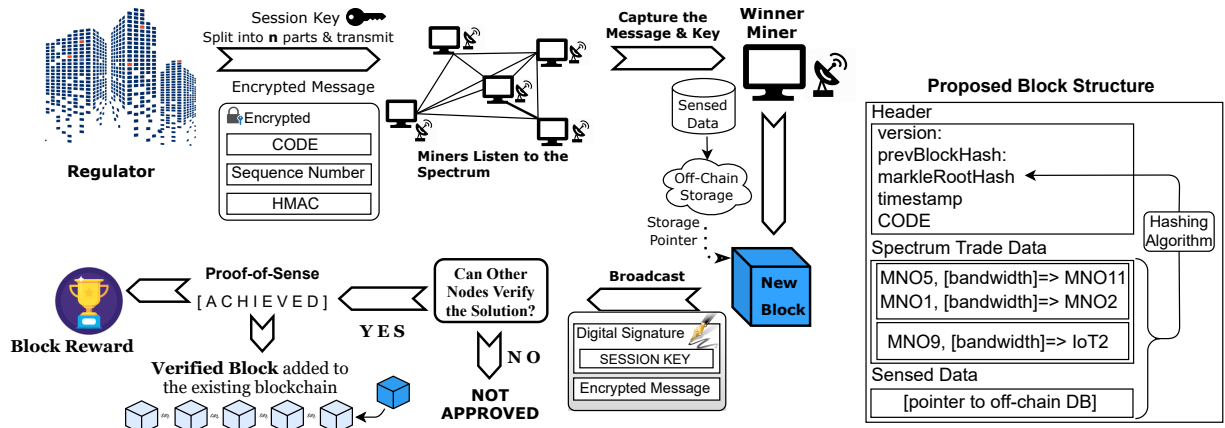 Session Key
Split into n parts & transmit
Encrypted Message
Encrypted
CODE
Sequence Number
HMAC
Regulator
Miners Listen to the
Spectrum
Capture the
Message & Key
Winner
Miner
Sensed
Data
Off-Chain
Storage
Storage
Pointer
New
Block
Broadcast
Digital Signature
SESSION KEY
Encrypted Message
Can Other
Nodes Verify
the Solution?
YES
NO
NOT
APPROVED
Proof-of-Sense
[ACHIEVED]
Block Reward
Verified Block added to
the existing blockchain
Proposed Block Structure
Header
version:
prevBlockHash:
markleRootHash
timestamp
CODE
Hashing
Algorithm
Spectrum Trade Data
MNO5, [bandwidth]=> MNO11
MNO1, [bandwidth]=> MNO2
MNO9, [bandwidth]=> IoT2
Sensed Data
[pointer to off-chain DB]